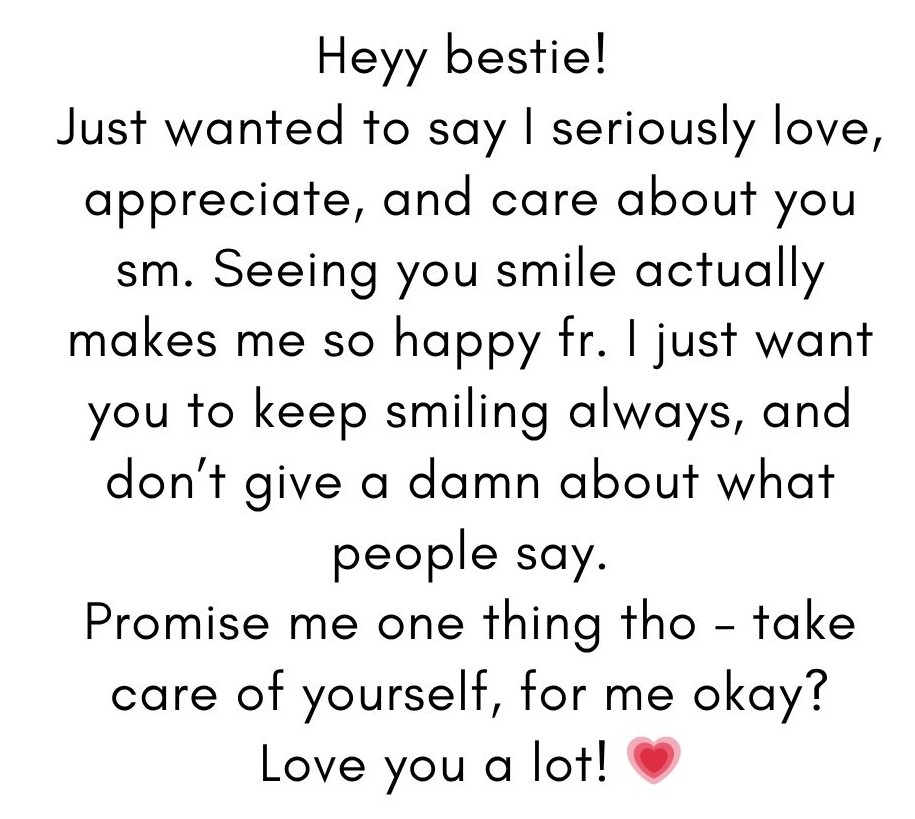 Heyy bestie!
Just wanted to say I seriously love,
appreciate, and care about you
sm. Seeing you smile actually
makes me so happy fr. I just want
you to keep smiling always, and
don’t give a damn about what
people say.
Promise me one thing tho – take
care of yourself, for me okay?
Love you a lot! 💗